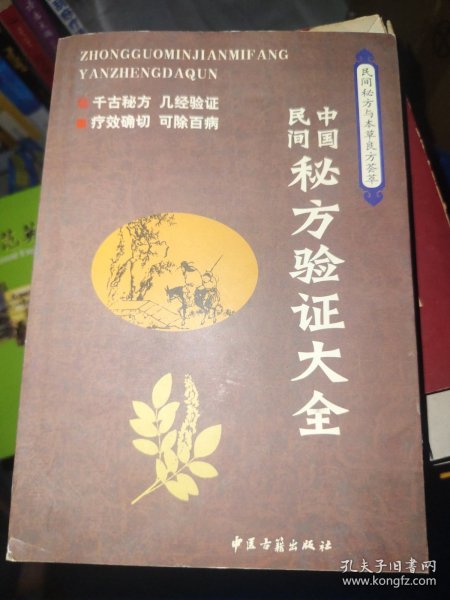 ZHONGGUOMINJIANMIFANG
YANZHENGDAQUN
千古秘方 几经验证
疗效确切 可除百病
民间秘方与本草良方荟萃
中国
民间
秘方验证大全
中医古籍出版社
孔夫子旧书网
www.kongfz.com